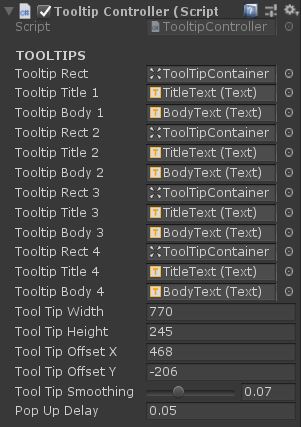 Tooltip Controller (Script
Script TooltipController
TOOLTIPS
Tooltip Rect ToolTipContainer
Tooltip Title 1 TitleText (Text)
Tooltip Body 1 BodyText (Text)
Tooltip Rect 2 ToolTipContainer
Tooltip Title 2 TitleText (Text)
Tooltip Body 2 BodyText (Text)
Tooltip Rect 3 ToolTipContainer
Tooltip Title 3 TitleText (Text)
Tooltip Body 3 BodyText (Text)
Tooltip Rect 4 ToolTipContainer
Tooltip Title 4 TitleText (Text)
Tooltip Body 4 BodyText (Text)
Tool Tip Width 770
Tool Tip Height 245
Tool Tip Offset X 468
Tool Tip Offset Y -206
Tool Tip Smoothing 0.07
Pop Up Delay 0.05